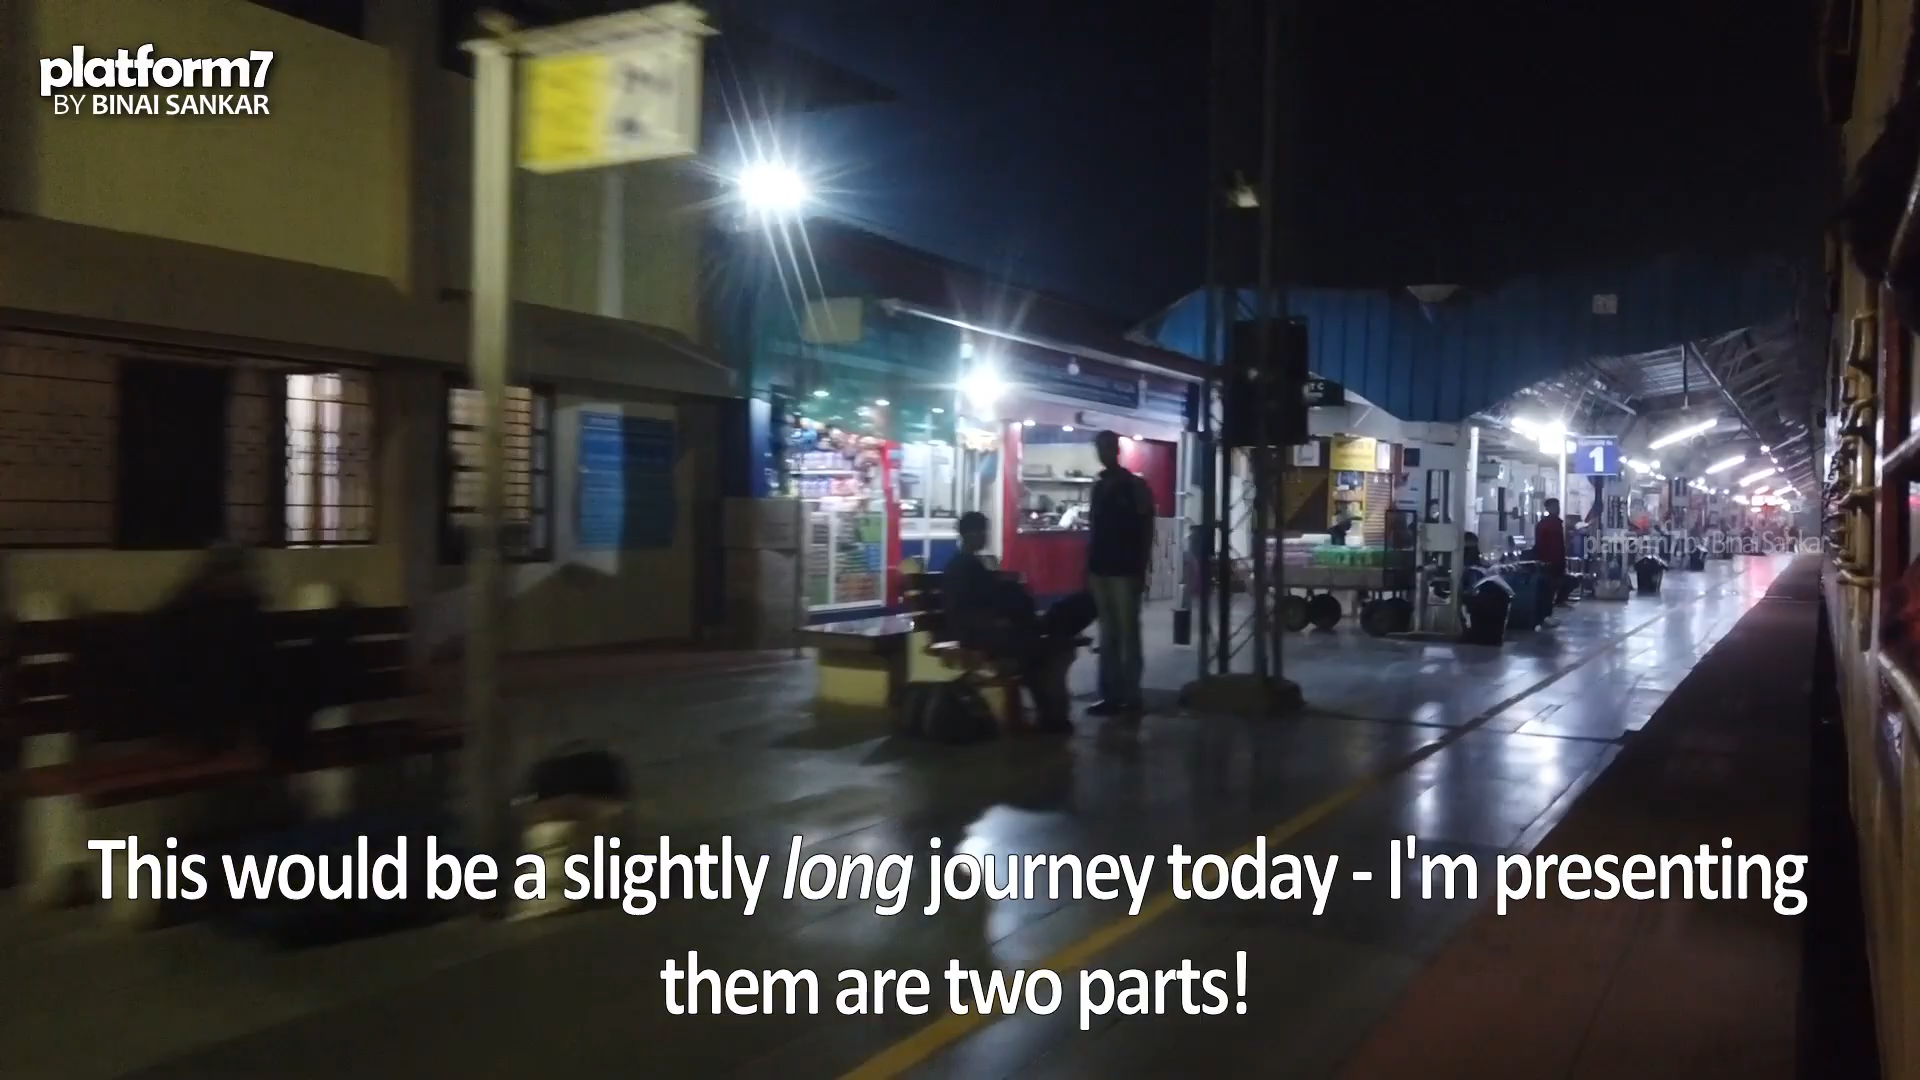 platform7
BY BINAI SANKAR
1
platform7 by Binai Sankar
This would be a slightly long journey today - I'm presenting
them are two parts!